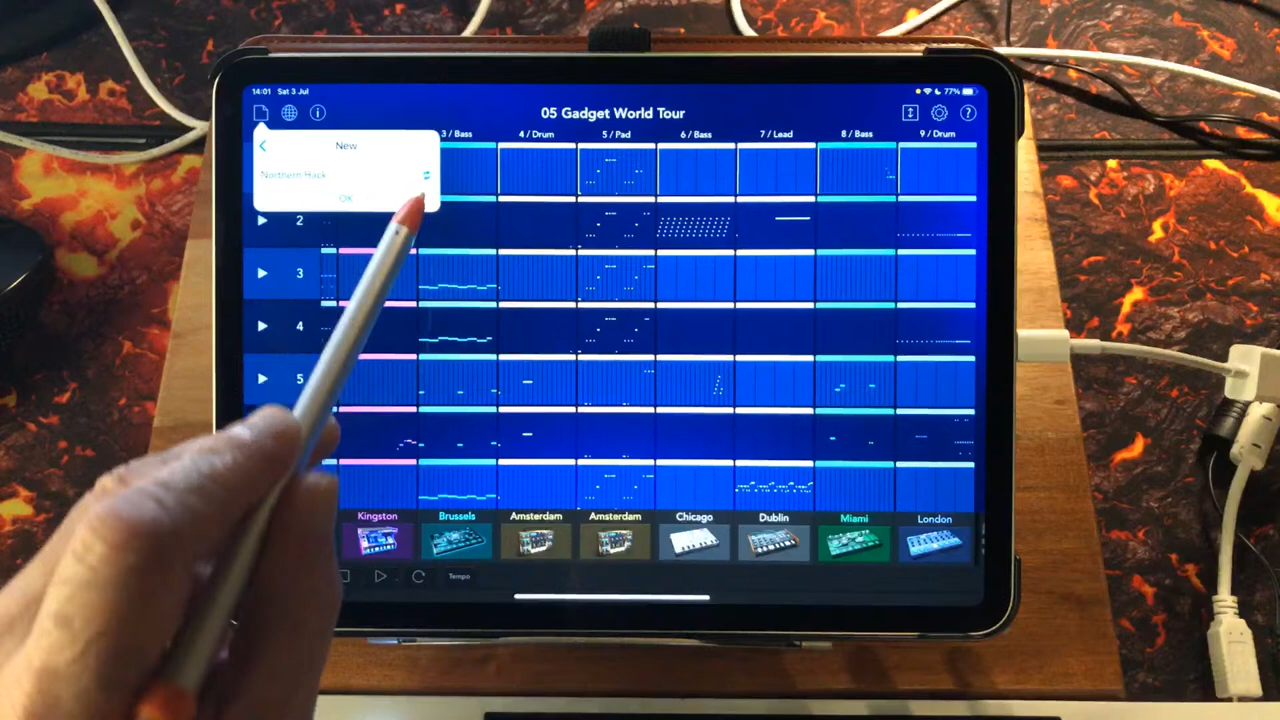 14:01 Sat 3 Jul 77%
05 Gadget World Tour
3 / Bass 4 / Drum 5 / Pad 6 / Bass 7 / Lead 8 / Bass 9 / Drum
New
Northern Hack
OK
2
3
4
5
Kingston Brussels Amsterdam Amsterdam Chicago Dublin Miami London
Tempo